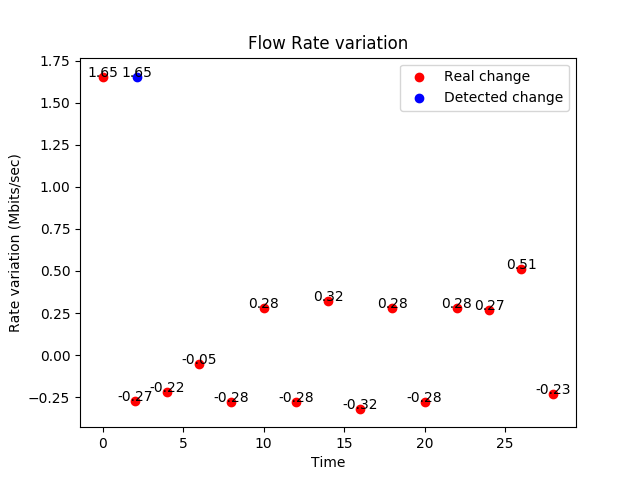 Flow Rate variation
1.75
1.50
1.25
1.00
0.75
0.50
0.25
0.00
−0.25
Rate variation (Mbits/sec)
Real change
Detected change
1.65 1.65
0.51
0.28 0.32 0.28 0.28 0.27
-0.05
-0.27 -0.22 -0.28 -0.28 -0.32 -0.28 -0.23
0 5 10 15 20 25
Time